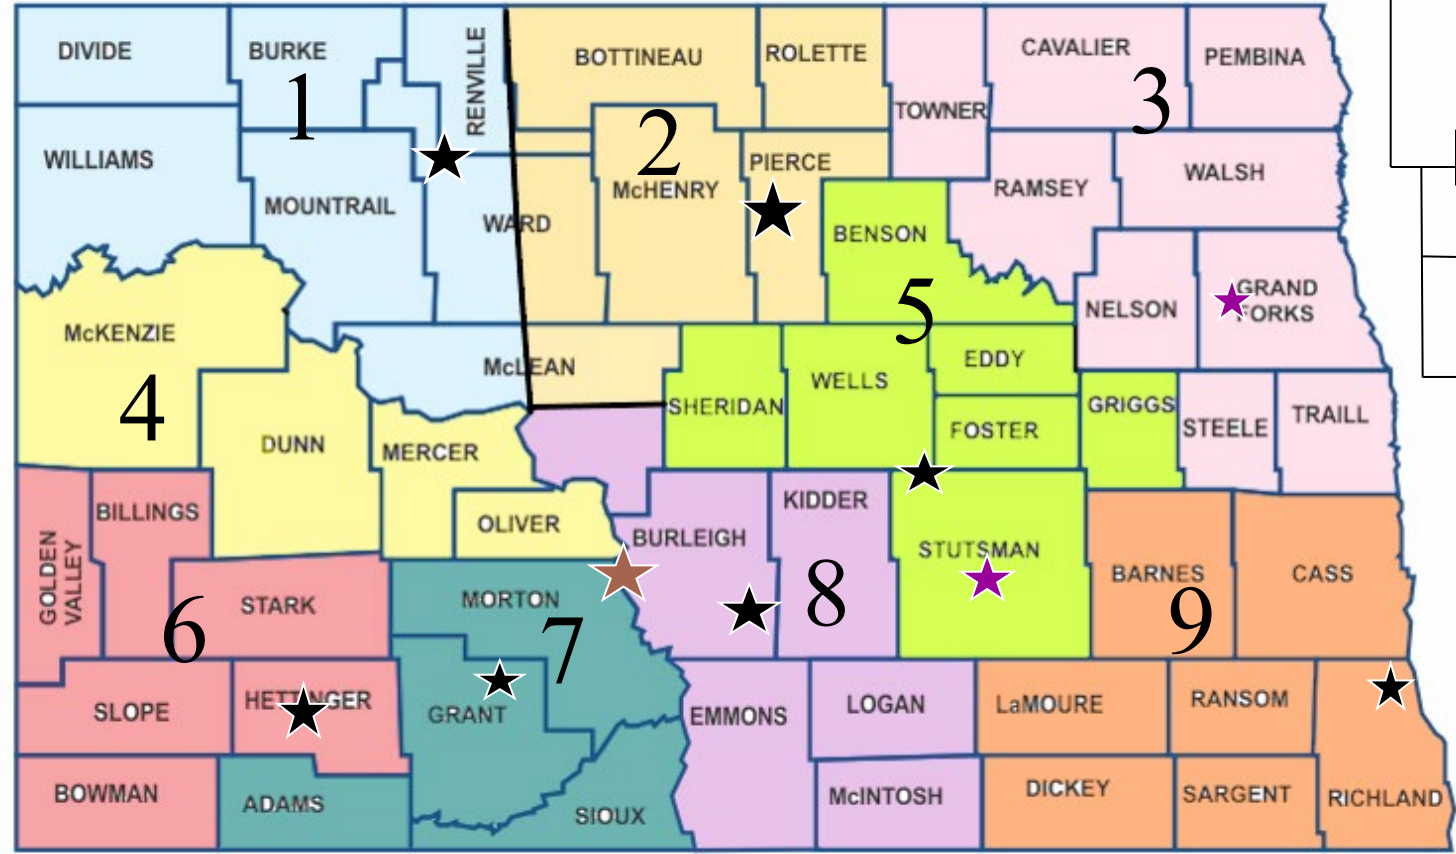 DIVIDE
BURKE
RENVILLE
BOTTINEAU
ROLETTE
CAVALIER
PEMBINA
1
2
3
TOWNER
WILLIAMS
MOUNTRAIL
WARD
McHENRY
PIERCE
RAMSEY
WALSH
BENSON
5
NELSON
GRAND
FORKS
McKENZIE
4
McLEAN
SHERIDAN
WELLS
EDDY
FOSTER
GRIGGS
STEELE
TRAILL
DUNN
MERCER
OLIVER
GOLDEN
VALLEY
BILLINGS
BURLEIGH
KIDDER
STUTSMAN
BARNES
CASS
6
STARK
MORTON
7
8
9
SLOPE
HETTINGER
GRANT
EMMONS
LOGAN
LaMOURE
RANSOM
BOWMAN
ADAMS
SIOUX
McINTOSH
DICKEY
SARGENT
RICHLAND